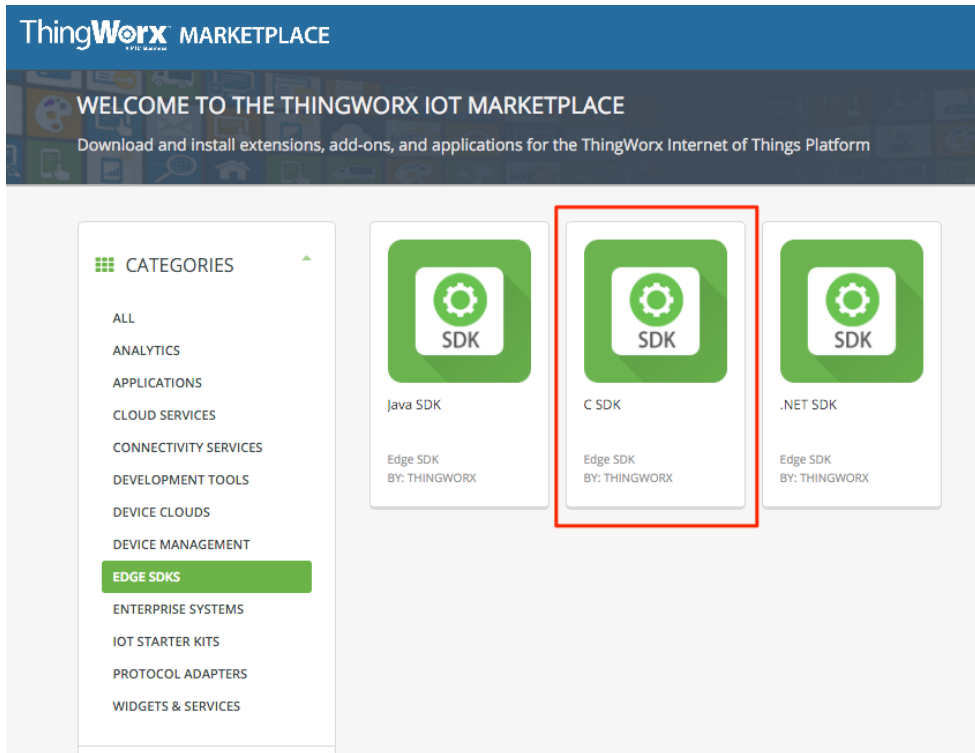 ThingWorx MARKETPLACE
A PTC Business
WELCOME TO THE THINGWORX IOT MARKETPLACE
Download and install extensions, add-ons, and applications for the ThingWorx Internet of Things Platform
CATEGORIES
ALL
ANALYTICS
APPLICATIONS
CLOUD SERVICES
CONNECTIVITY SERVICES
DEVELOPMENT TOOLS
DEVICE CLOUDS
DEVICE MANAGEMENT
EDGE SDKS
ENTERPRISE SYSTEMS
IOT STARTER KITS
PROTOCOL ADAPTERS
WIDGETS & SERVICES
SDK
Java SDK
Edge SDK
BY: THINGWORX
SDK
C SDK
Edge SDK
BY: THINGWORX
SDK
.NET SDK
Edge SDK
BY: THINGWORX